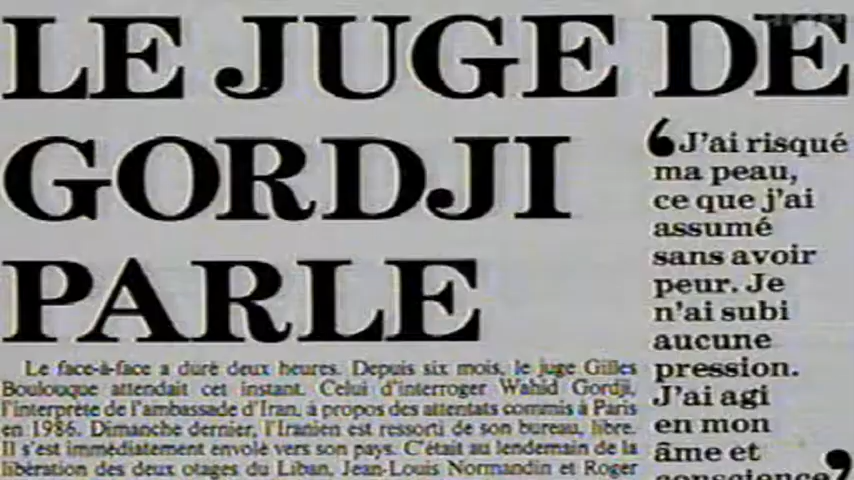 LE JUGE DE
GORDJI
PARLE
Le face-à-face a duré deux heures. Depuis six mois, le juge Gilles
Boulouque attendait cet instant. Celui d'interroger Wahid Gordji,
l'interprète de l'ambassade d'Iran, à propos des attentats commis à Paris
en 1986. Dimanche dernier, l'Iranien est ressorti de son bureau, libre.
Il s'est immédiatement envolé vers son pays. C'était au lendemain de la
libération des deux otages du Liban, Jean-Louis Normandin et Roger
❛J'ai risqué
ma peau,
ce que j'ai
assumé
sans avoir
peur. Je
n'ai subi
aucune
pression.
J'ai agi
en mon
âme et
conscience❜
arte